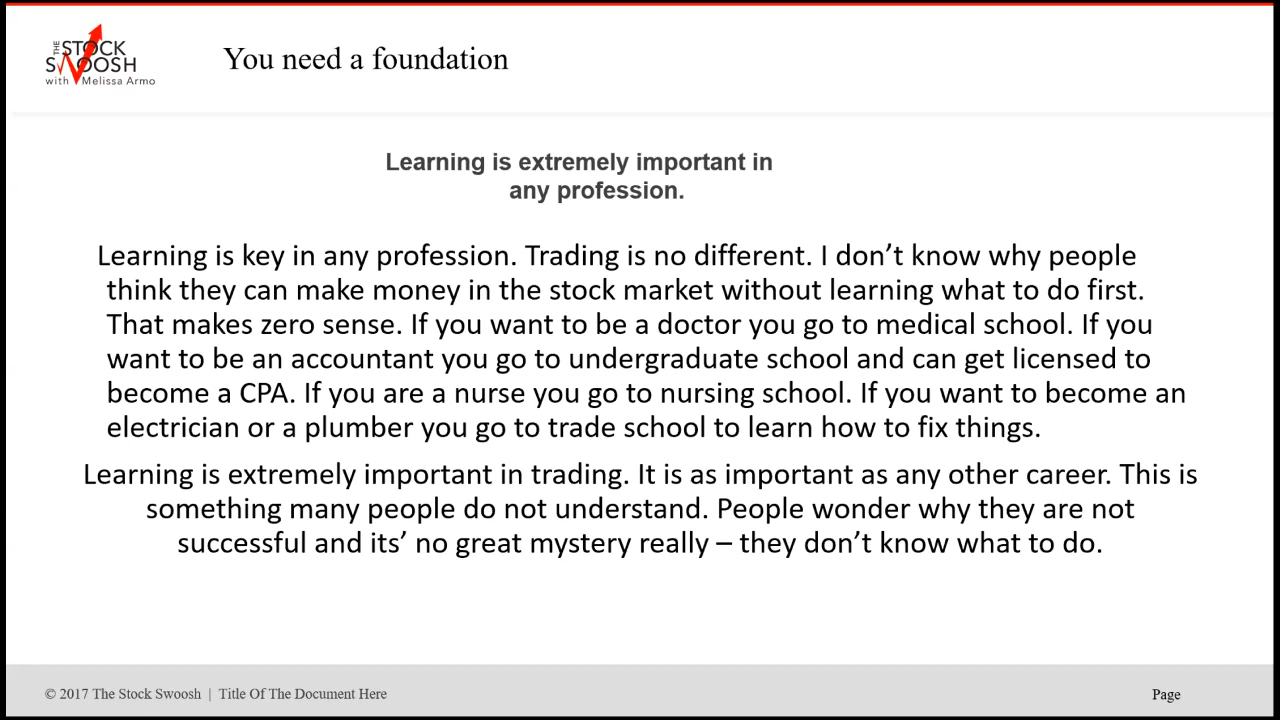 THE STOCK
SWOOSH
with Melissa Armo
You need a foundation
Learning is extremely important in
any profession.
Learning is key in any profession. Trading is no different. I don’t know why people
think they can make money in the stock market without learning what to do first.
That makes zero sense. If you want to be a doctor you go to medical school. If you
want to be an accountant you go to undergraduate school and can get licensed to
become a CPA. If you are a nurse you go to nursing school. If you want to become an
electrician or a plumber you go to trade school to learn how to fix things.
Learning is extremely important in trading. It is as important as any other career. This is
something many people do not understand. People wonder why they are not
successful and its’ no great mystery really – they don’t know what to do.
© 2017 The Stock Swoosh | Title Of The Document Here
Page